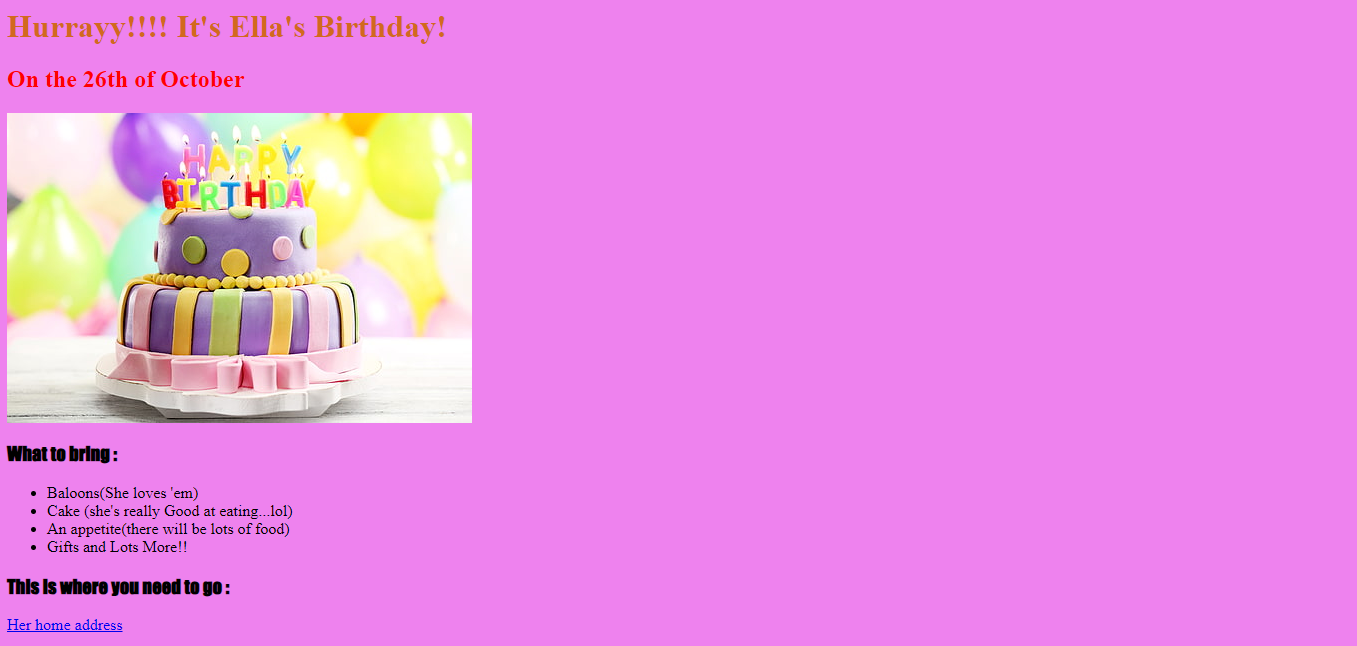 Hurrayy!!!! It's Ella's Birthday!
On the 26th of October
HAPPY
BIRTHDAY
What to bring :
Baloons(She loves 'em)
Cake (she's really Good at eating...lol)
An appetite(there will be lots of food)
Gifts and Lots More!!
This is where you need to go :
Her home address